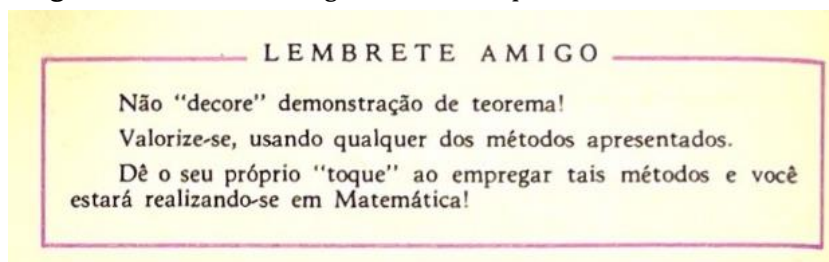 LEMBRETE AMIGO
Não "decore" demonstração de teorema!
Valorize-se, usando qualquer dos métodos apresentados.
Dê o seu próprio "toque" ao empregar tais métodos e você
estará realizando-se em Matemática!